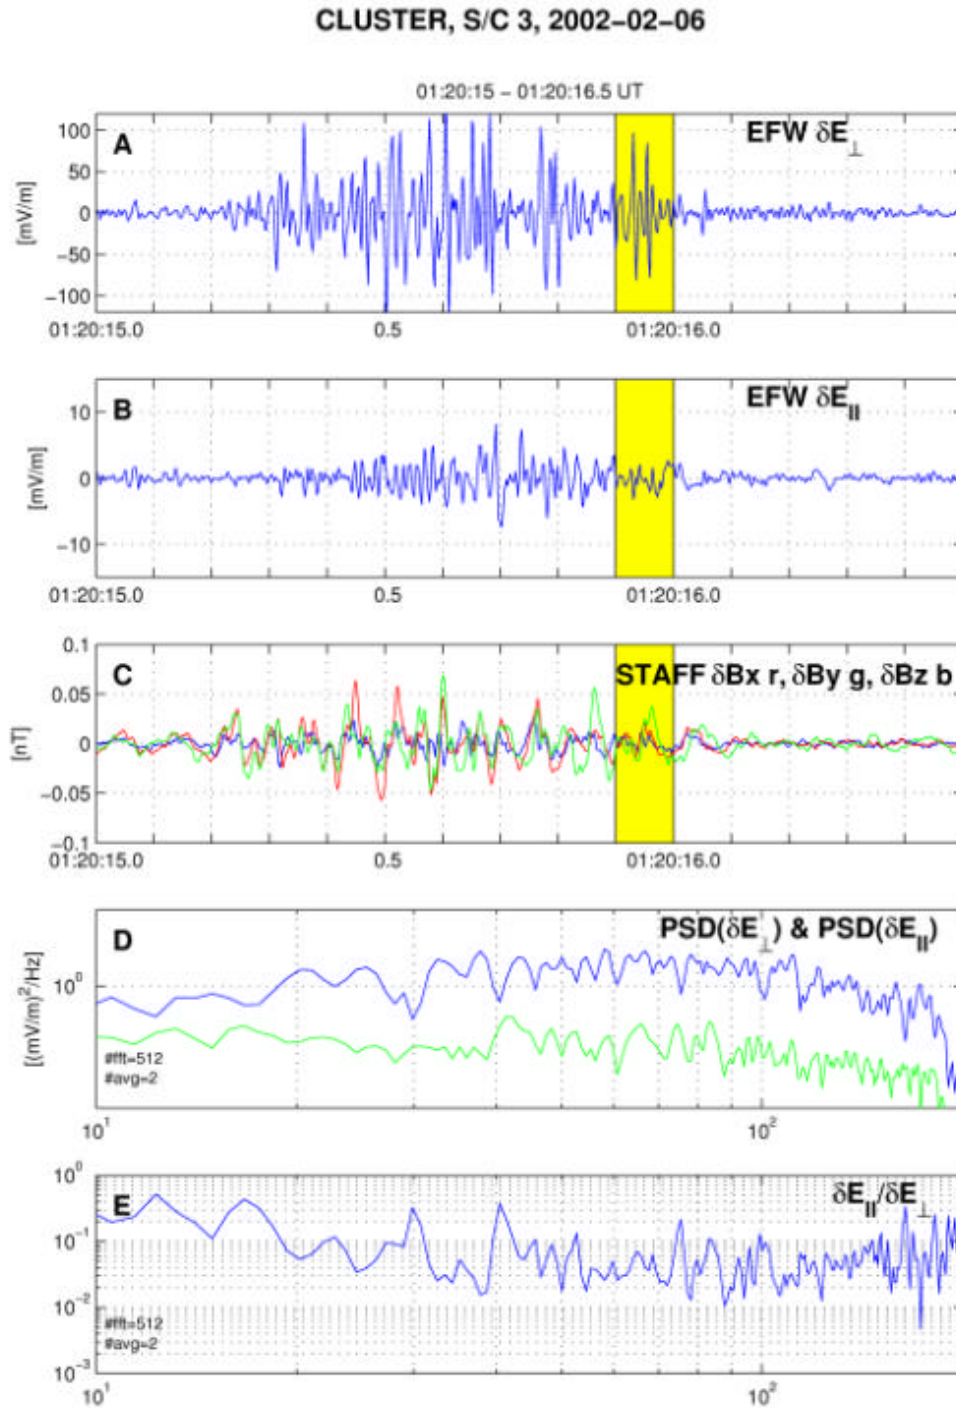 CLUSTER, S/C 3, 2002−02−06
01:20:15 − 01:20:16.5 UT
A
EFW δE⊥
[mV/m]
100
50
0
−50
−100
01:20:15.0 0.5 01:20:16.0
B
EFW δE||
[mV/m]
10
0
−10
01:20:15.0 0.5 01:20:16.0
C
STAFF δBx r, δBy g, δBz b
[nT]
0.1
0.05
0
−0.05
−0.1
01:20:15.0 0.5 01:20:16.0
D
PSD(δE⊥) & PSD(δE||)
[(mV/m)²/Hz]
10⁰
#fft=512
#avg=2
10¹ 10²
E
δE||/δE⊥
10⁰
10⁻¹
10⁻²
10⁻³
#fft=512
#avg=2
10¹ 10²